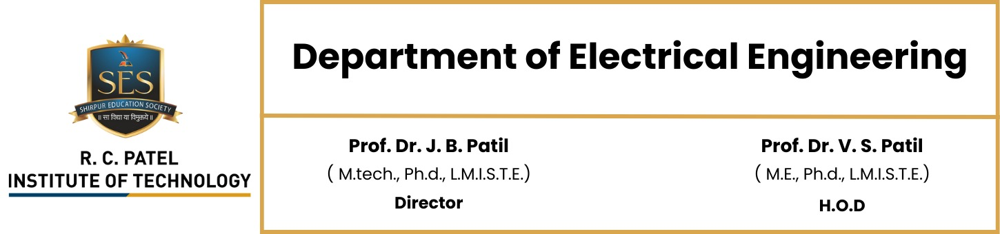 SES
SHIRPUR EDUCATION SOCIETY
॥ सा विद्या या विमुक्तये ॥
R. C. PATEL
INSTITUTE OF TECHNOLOGY
Department of Electrical Engineering
Prof. Dr. J. B. Patil
( M.tech., Ph.d., L.M.I.S.T.E.)
Director
Prof. Dr. V. S. Patil
( M.E., Ph.d., L.M.I.S.T.E.)
H.O.D